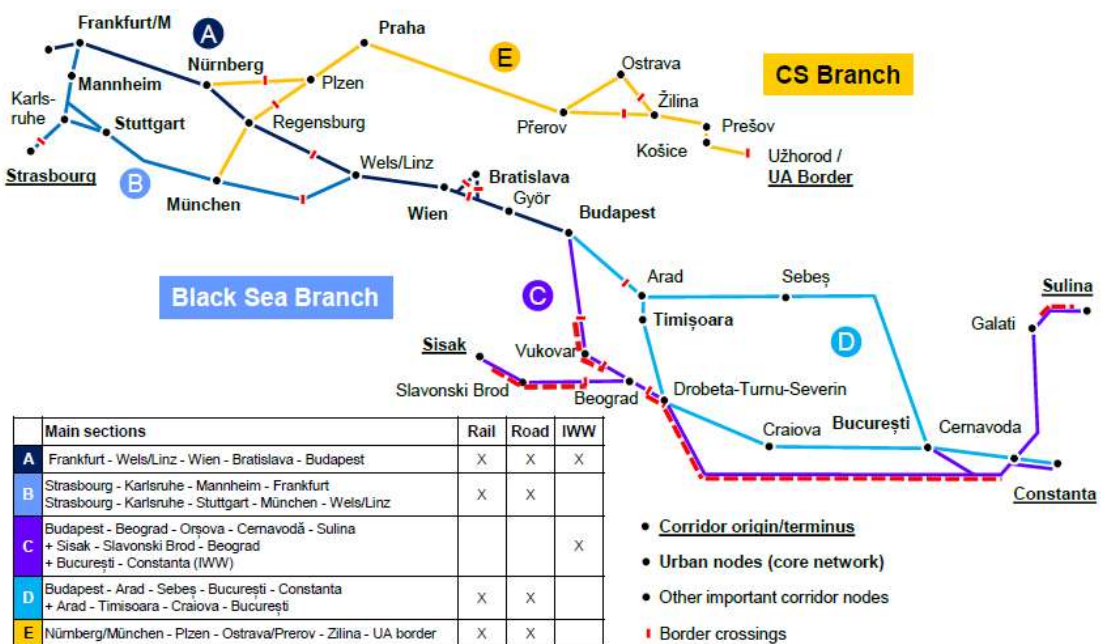 Frankfurt/M
A
Praha
E
Nürnberg
Plzen
Ostrava
CS Branch
Mannheim
Karls-
ruhe
Stuttgart
Regensburg
Přerov
Žilina
Prešov
Košice
Užhorod /
UA Border
Strasbourg
B
München
Wels/Linz
Bratislava
Wien
Györ
Budapest
Black Sea Branch
C
Arad
Sebeș
Timișoara
Sulina
Galati
D
Sisak
Vukovar
Slavonski Brod
Beograd
Drobeta-Turnu-Severin
Craiova
București
Cernavoda
Constanta
Main sections Rail Road IWW
A Frankfurt - Wels/Linz - Wien - Bratislava - Budapest X X X
B Strasbourg - Karlsruhe - Mannheim - Frankfurt
Strasbourg - Karlsruhe - Stuttgart - München - Wels/Linz X X
C Budapest - Beograd - Orșova - Cernavodă - Sulina
+ Sisak - Slavonski Brod - Beograd X
+ București - Constanta (IWW)
D Budapest - Arad - Sebeș - București - Constanta
+ Arad - Timisoara - Craiova - București X X
E Nürnberg/München - Plzen - Ostrava/Prerov - Zilina - UA border X X
Corridor origin/terminus
Urban nodes (core network)
Other important corridor nodes
Border crossings